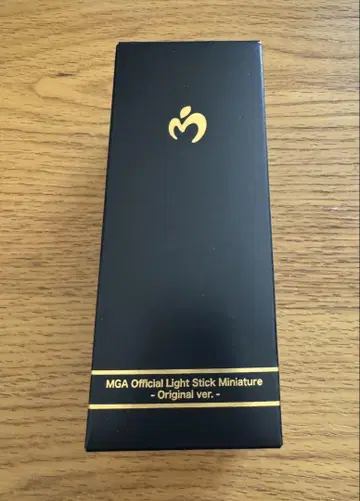 MGA Official Light Stick Miniature
- Original ver. -